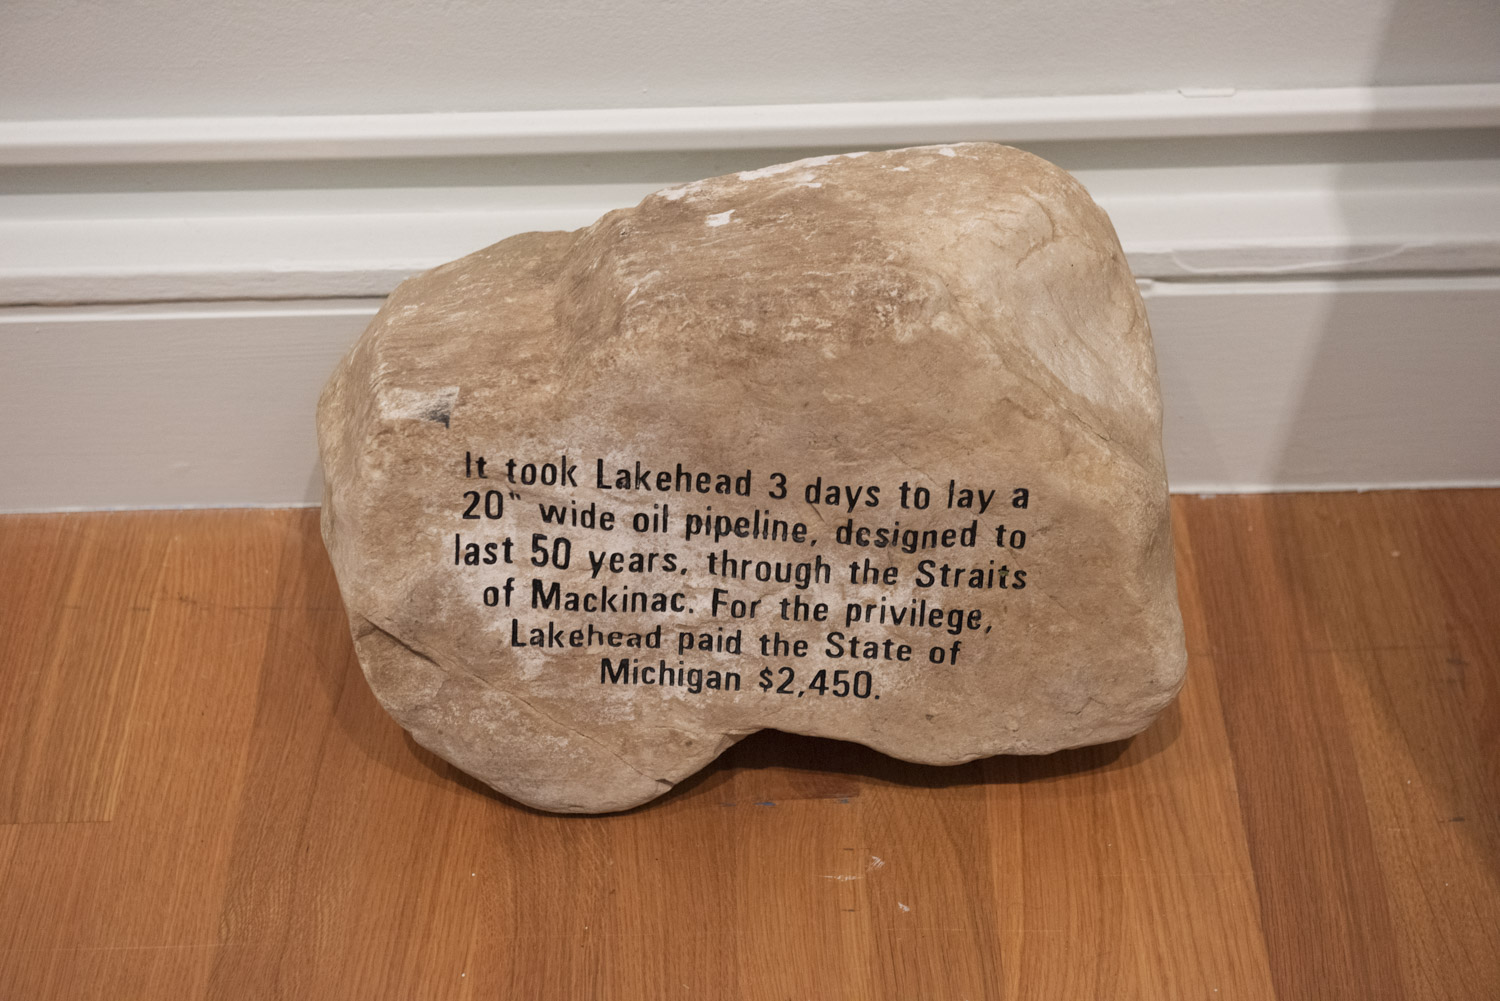 It took Lakehead 3 days to lay a
20" wide oil pipeline, designed to
last 50 years, through the Straits
of Mackinac. For the privilege,
Lakehead paid the State of
Michigan $2,450.